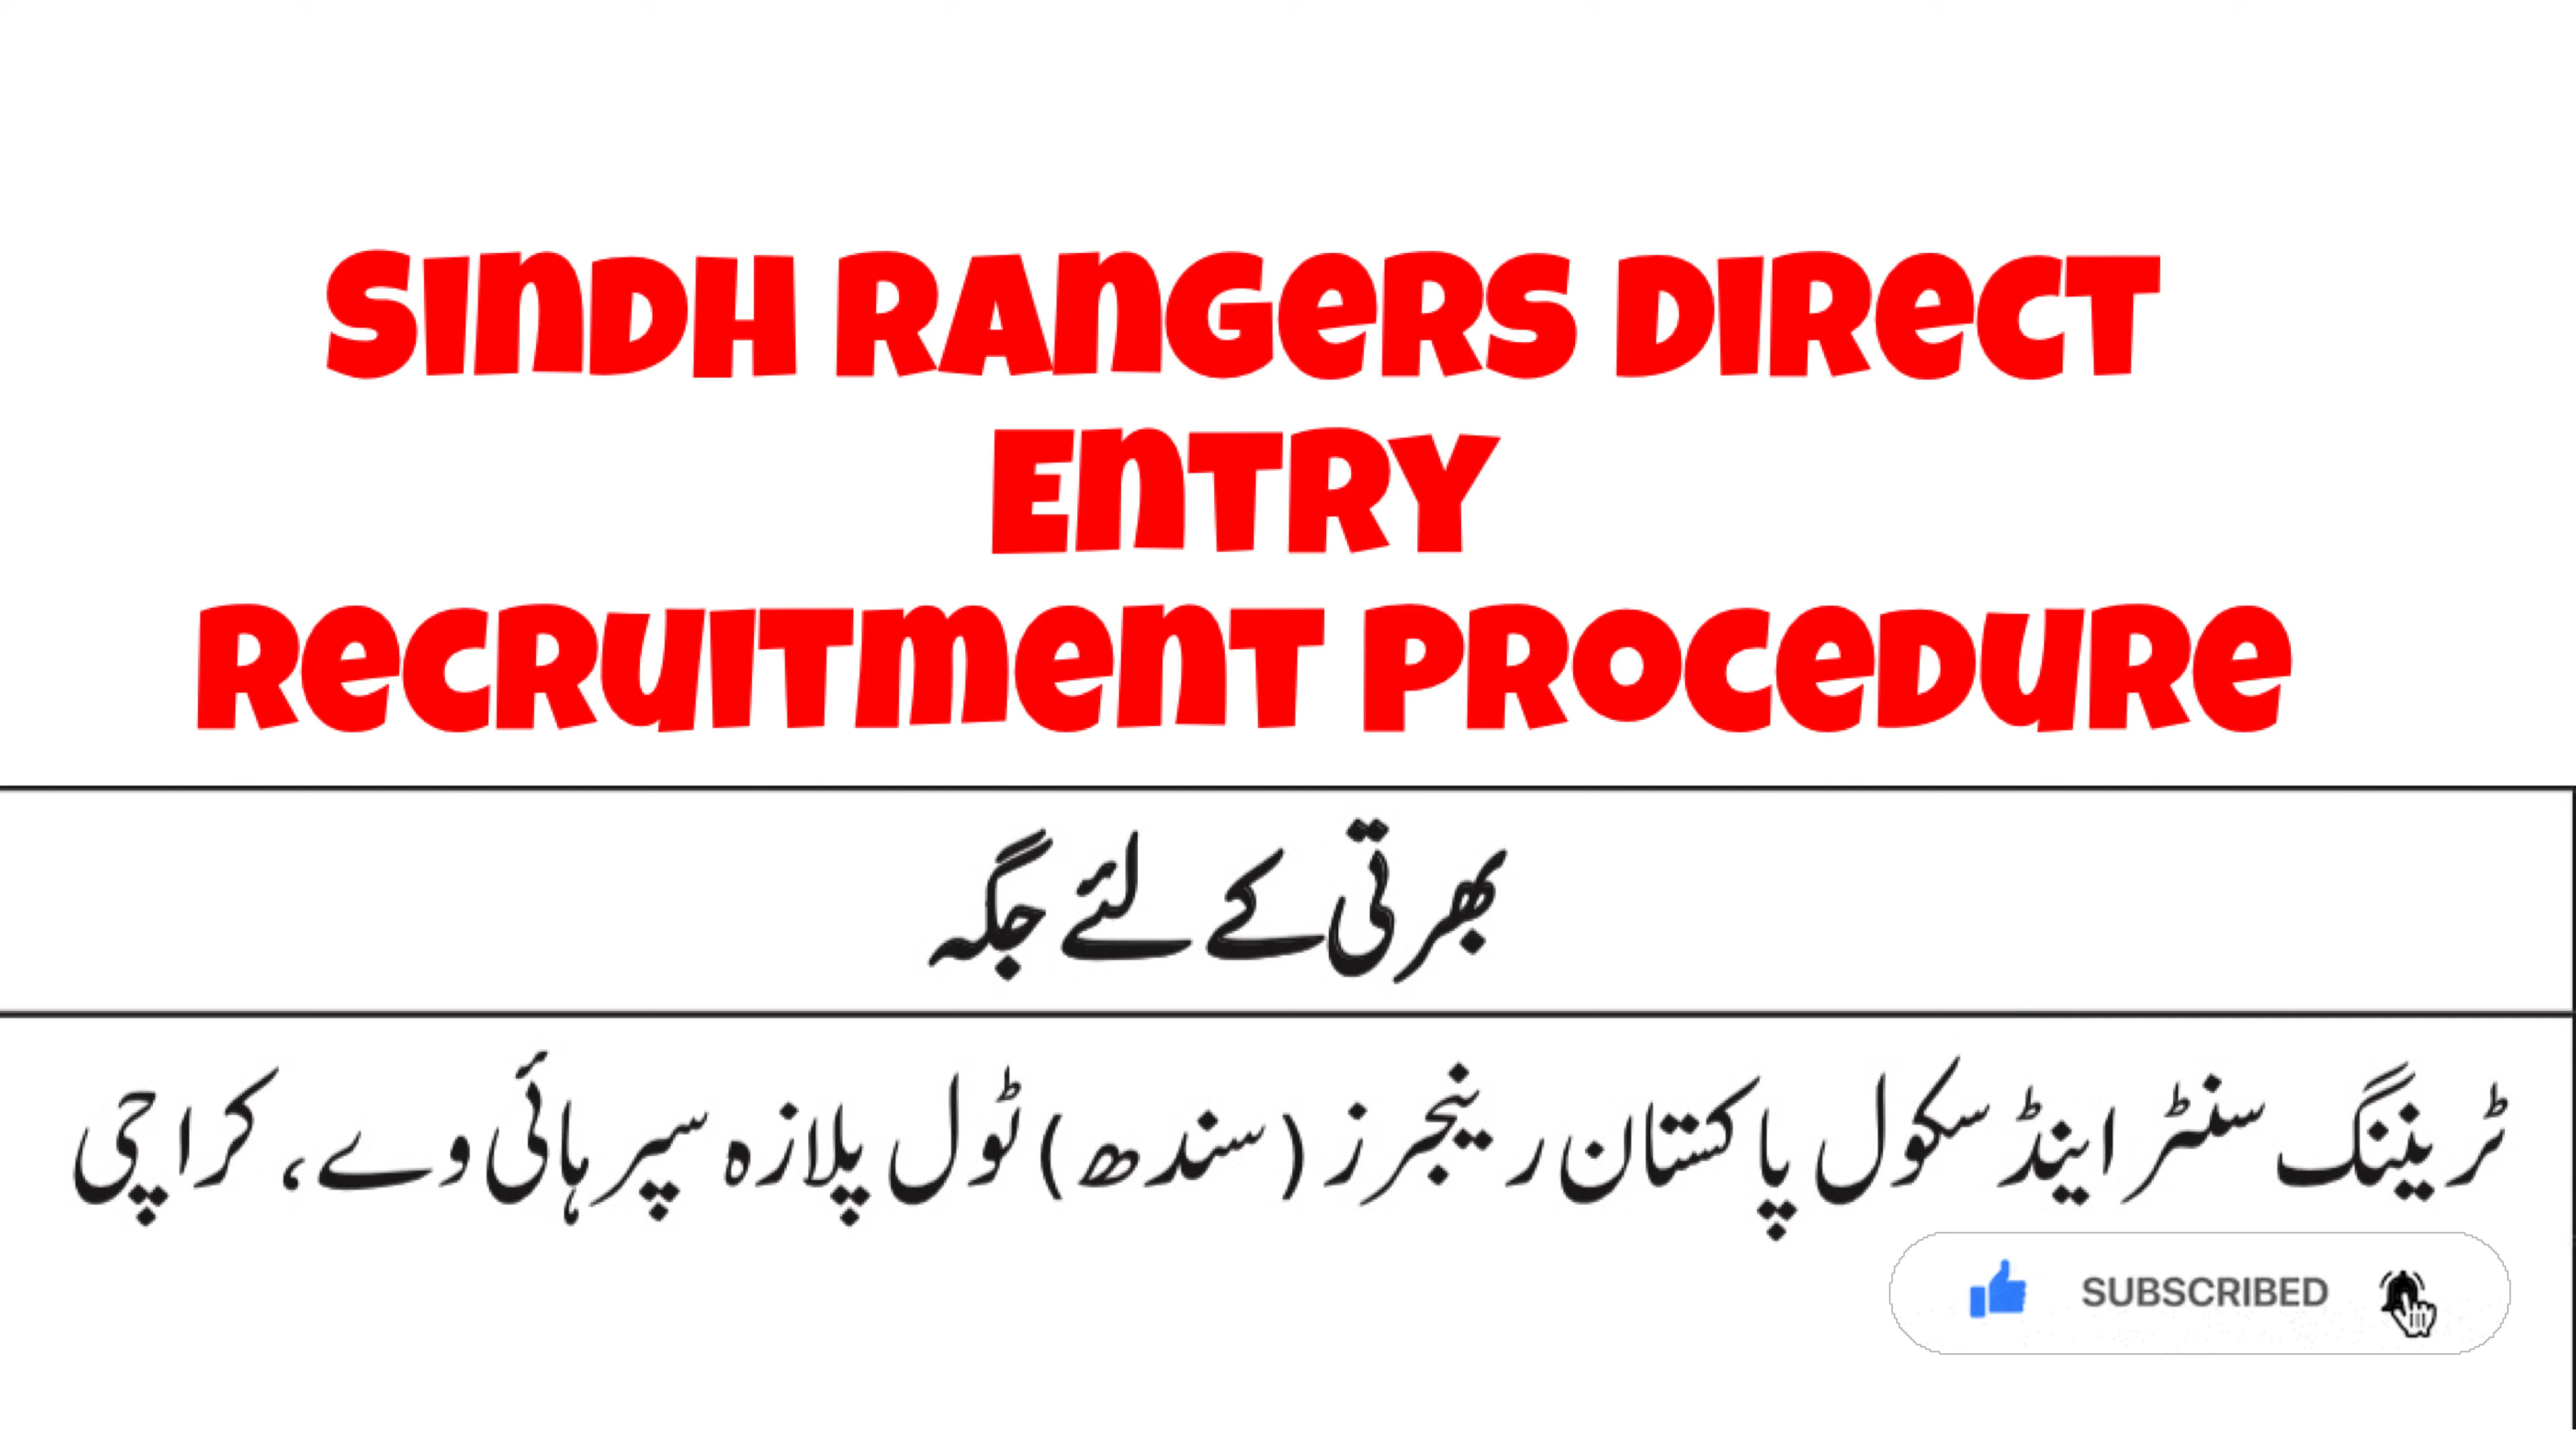 SINDH RANGERS DIRECT
ENTRY
RECRUITMENT PROCEDURE
بھرتی کے لئے جگہ
ٹریننگ سنٹر اینڈ سکول پاکستان رینجرز (سندھ) ٹول پلازہ سپر ہائی وے، کراچی
SUBSCRIBED